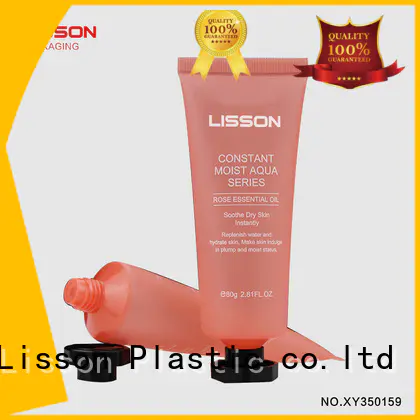 SSON
KAGING
QUALITY
100%
GUARANTEE
QUALITY
100%
GUARANTEE
LISSON
CONSTANT
MOIST AQUA
SERIES
ROSE ESSENTIAL OIL
Soothe Dry Skin
Instantly
Replenish water and
hydrate skin, Make skin indulge
in plump and moist status.
℮80g 2.81FL.OZ
Lisson Plastic co.ltd
NO.XY350159